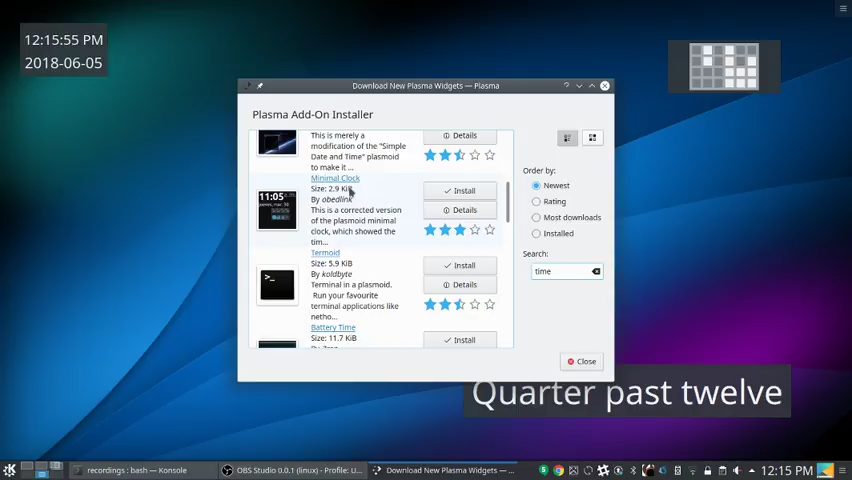 12:15:55 PM
2018-06-05
Download New Plasma Widgets — Plasma
Plasma Add-On Installer
This is merely a
modification of the "Simple
Date and Time" plasmoid
to make it ...
Details
Minimal Clock
Size: 2.9 KiB
By obedlink
This is a corrected version
of the plasmoid minimal
clock, which showed the
tim...
Install
Details
11:05
Termoid
Size: 5.9 KiB
By koldbyte
Terminal in a plasmoid.
Run your favourite
terminal applications like
netho...
Install
Details
>_
Battery Time
Size: 11.7 KiB
Install
Order by:
Newest
Rating
Most downloads
Installed
Search:
time
Close
Quarter past twelve
recordings : bash — Konsole
OBS Studio 0.0.1 (linux) - Profile: U...
Download New Plasma Widgets — ...
12:15 PM